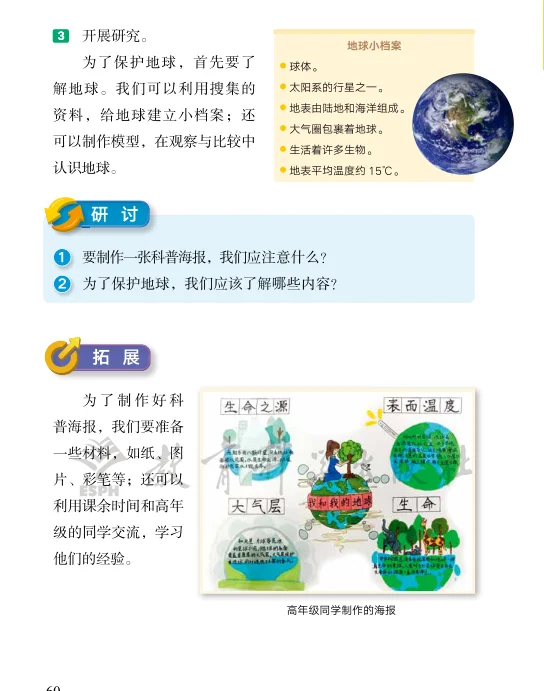 3 开展研究。
为了保护地球，首先要了
解地球。我们可以利用搜集的
资料，给地球建立小档案；还
可以制作模型，在观察与比较中
认识地球。
地球小档案
球体。
太阳系的行星之一。
地表由陆地和海洋组成。
大气圈包裹着地球。
生活着许多生物。
地表平均温度约 15℃。
研讨
1 要制作一张科普海报，我们应注意什么？
2 为了保护地球，我们应该了解哪些内容？
拓展
为了制作好科
普海报，我们要准备
一些材料，如纸、图
片、彩笔等；还可以
利用课余时间和高年
级的同学交流，学习
他们的经验。
生命之源
表面温度
我和我的地球
大气层
生命
高年级同学制作的海报
ESPH